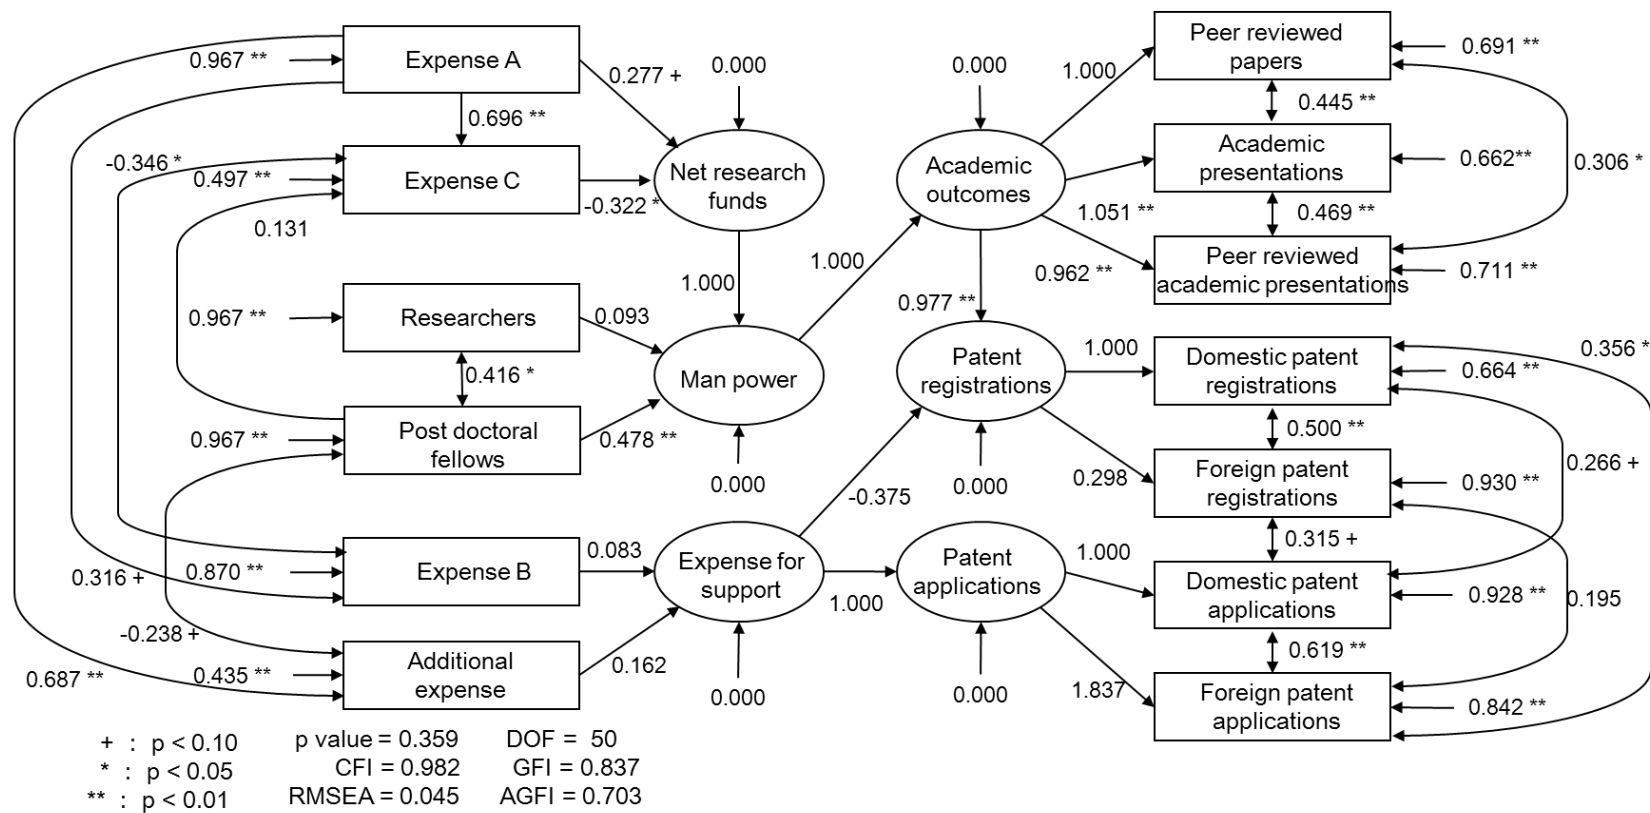 Expense A
0.967 **
0.277 +
0.696 **
Expense C
-0.346 *
0.497 **
0.131
-0.322 *
0.000
Net research
funds
1.000
Researchers
0.967 **
0.093
0.416 *
Post doctoral
fellows
0.967 **
0.478 **
Man power
0.000
1.000
Expense B
0.316 +
0.870 **
0.083
Expense for
support
0.000
-0.375
1.000
Additional
expense
-0.238 +
0.435 **
0.687 **
0.162
0.000
Academic
outcomes
1.000
1.051 **
0.962 **
0.977 **
Patent
registrations
0.000
1.000
0.298
Patent
applications
0.000
1.000
1.837
Peer reviewed
papers
0.691 **
0.445 **
Academic
presentations
0.662**
0.306 *
0.469 **
Peer reviewed
academic presentations
0.711 **
Domestic patent
registrations
0.664 **
0.356 *
0.500 **
Foreign patent
registrations
0.930 **
0.266 +
0.315 +
Domestic patent
applications
0.928 **
0.195
0.619 **
Foreign patent
applications
0.842 **
+ : p < 0.10
* : p < 0.05
** : p < 0.01
p value = 0.359 DOF = 50
CFI = 0.982 GFI = 0.837
RMSEA = 0.045 AGFI = 0.703